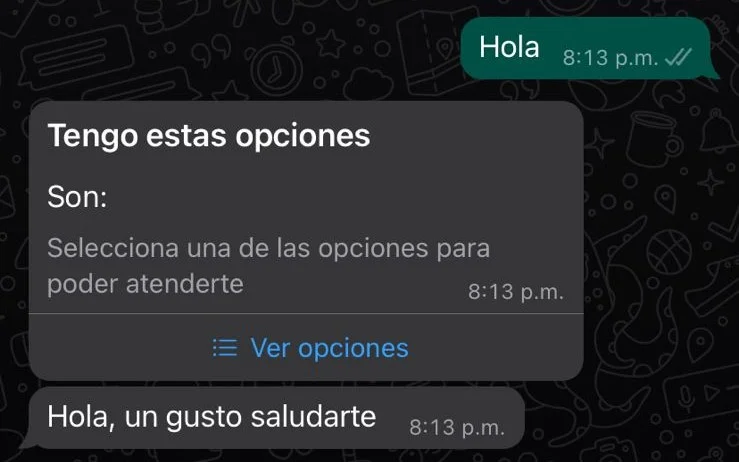 Hola
8:13 p.m.
Tengo estas opciones
Son:
Selecciona una de las opciones para
poder atenderte
8:13 p.m.
Ver opciones
Hola, un gusto saludarte
8:13 p.m.